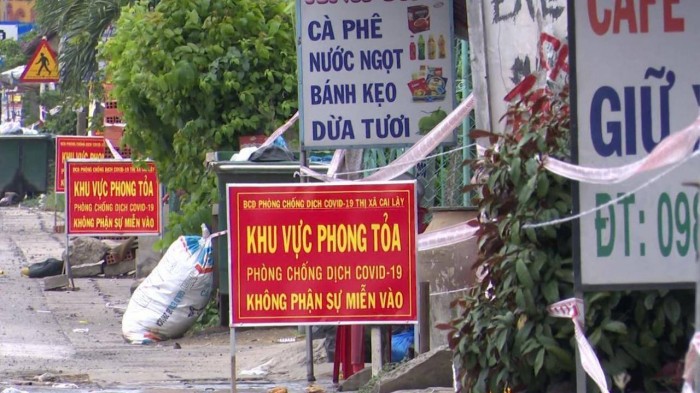 CÀ PHÊ
NƯỚC NGỌT
BÁNH KẸO
DỪA TƯƠI
CAFE
GIỮ
ĐT: 09
KHU VỰC PHONG TỎA
PHÒNG CHỐNG DỊCH COVID-19
KHÔNG PHẬN SỰ MIỄN VÀO
BCĐ PHÒNG CHỐNG DỊCH COVID-19 THỊ XÃ CAI LẬY
KHU VỰC PHONG TỎA
PHÒNG CHỐNG DỊCH COVID-19
KHÔNG PHẬN SỰ MIỄN VÀO